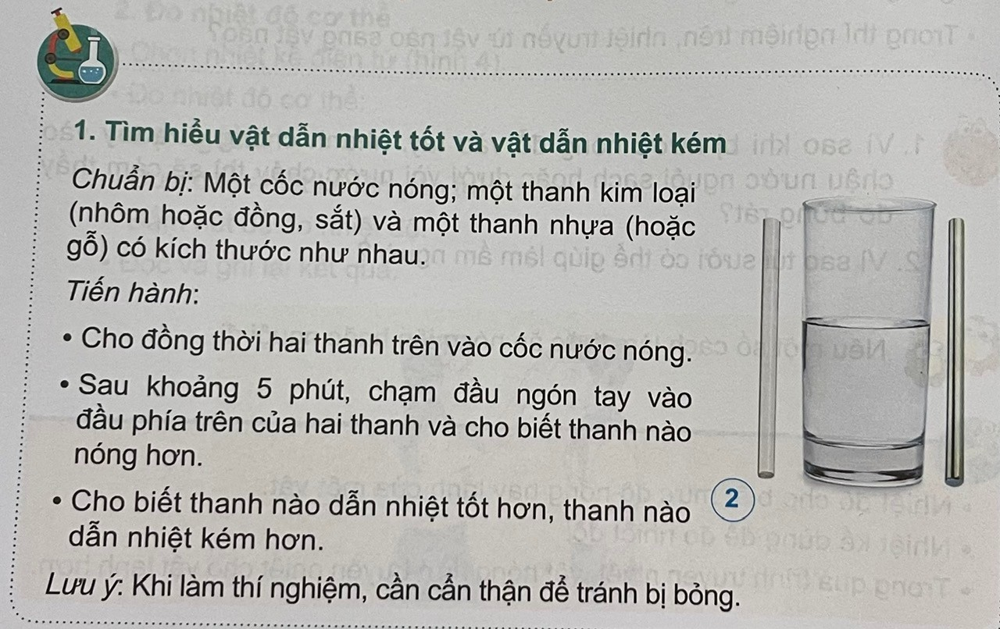 1. Tìm hiểu vật dẫn nhiệt tốt và vật dẫn nhiệt kém
Chuẩn bị: Một cốc nước nóng; một thanh kim loại
(nhôm hoặc đồng, sắt) và một thanh nhựa (hoặc
gỗ) có kích thước như nhau.
Tiến hành:
• Cho đồng thời hai thanh trên vào cốc nước nóng.
• Sau khoảng 5 phút, chạm đầu ngón tay vào
đầu phía trên của hai thanh và cho biết thanh nào
nóng hơn.
• Cho biết thanh nào dẫn nhiệt tốt hơn, thanh nào
dẫn nhiệt kém hơn.
2
Lưu ý: Khi làm thí nghiệm, cần cẩn thận để tránh bị bỏng.